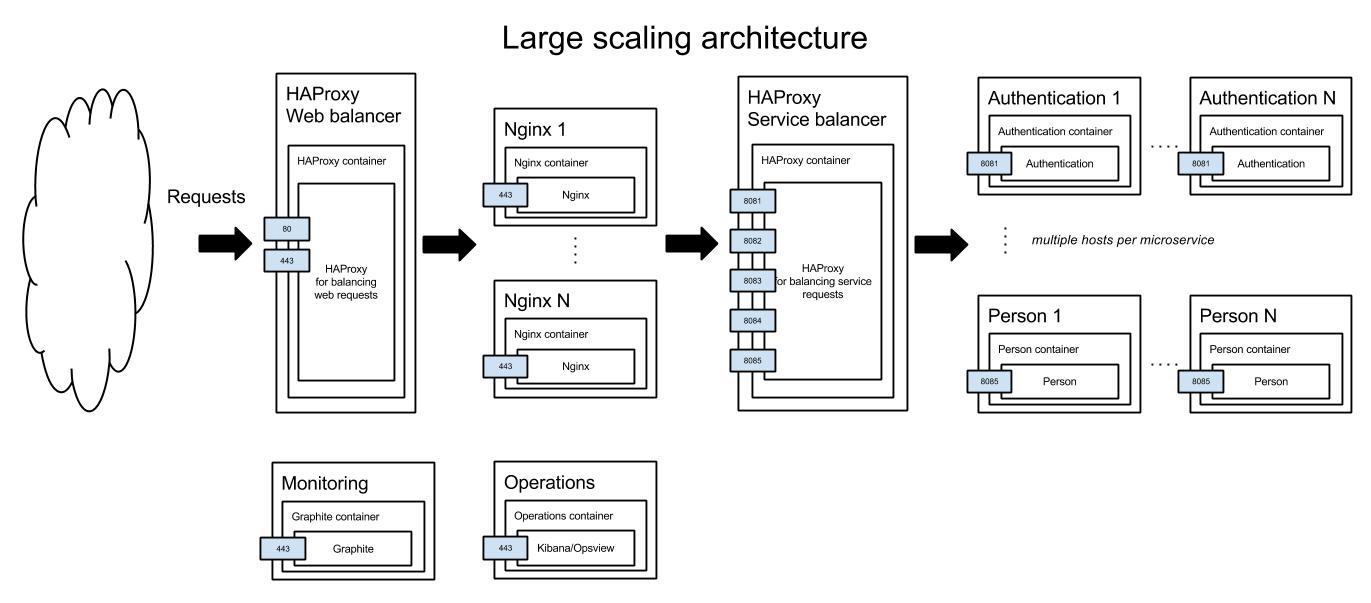 Large scaling architecture
Requests
HAProxy
Web balancer
HAProxy container
80
443
HAProxy
for balancing
web requests
Nginx 1
Nginx container
443
Nginx
Nginx N
Nginx container
443
Nginx
HAProxy
Service balancer
HAProxy container
8081
8082
8083
8084
8085
HAProxy
for balancing service
requests
Authentication 1
Authentication container
8081
Authentication
Authentication N
Authentication container
8081
Authentication
multiple hosts per microservice
Person 1
Person container
8085
Person
Person N
Person container
8085
Person
Monitoring
Graphite container
443
Graphite
Operations
Operations container
443
Kibana/Opsview